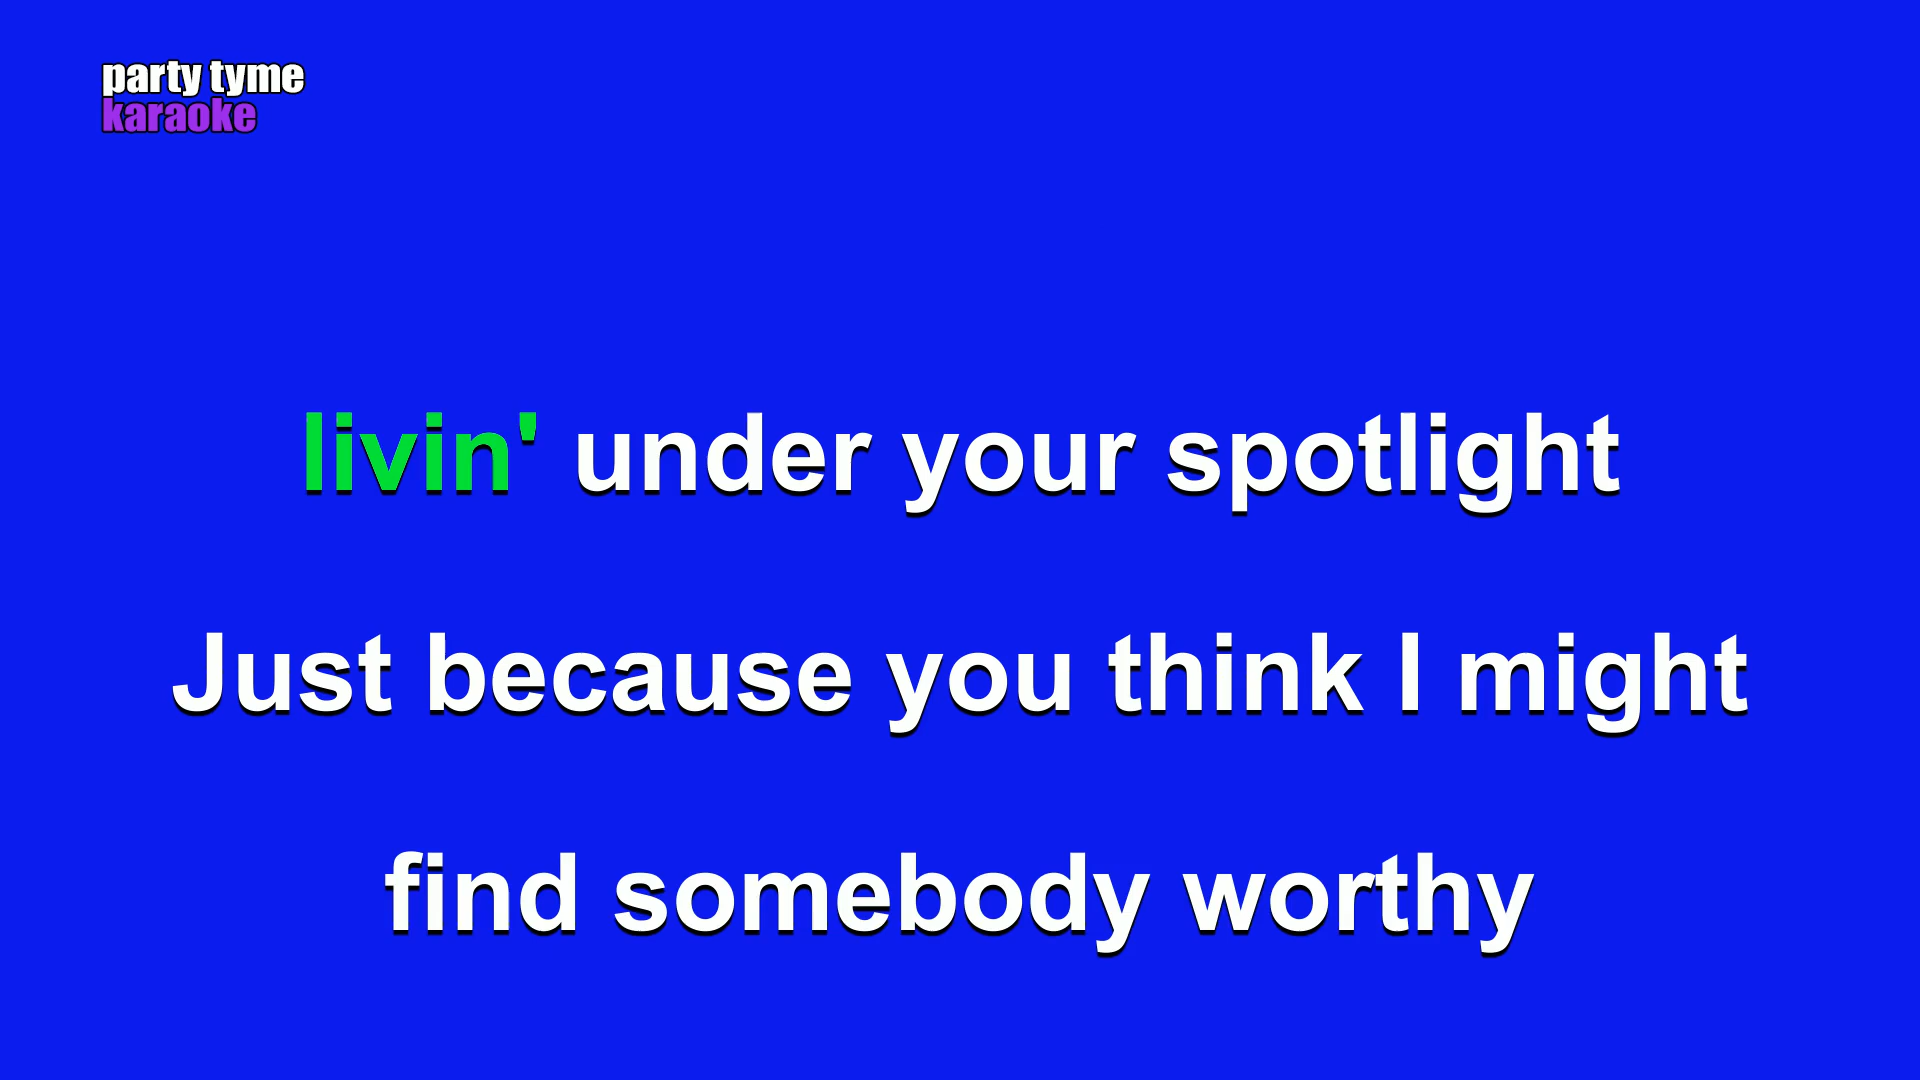 party tyme
karaoke
livin' under your spotlight
Just because you think I might
find somebody worthy